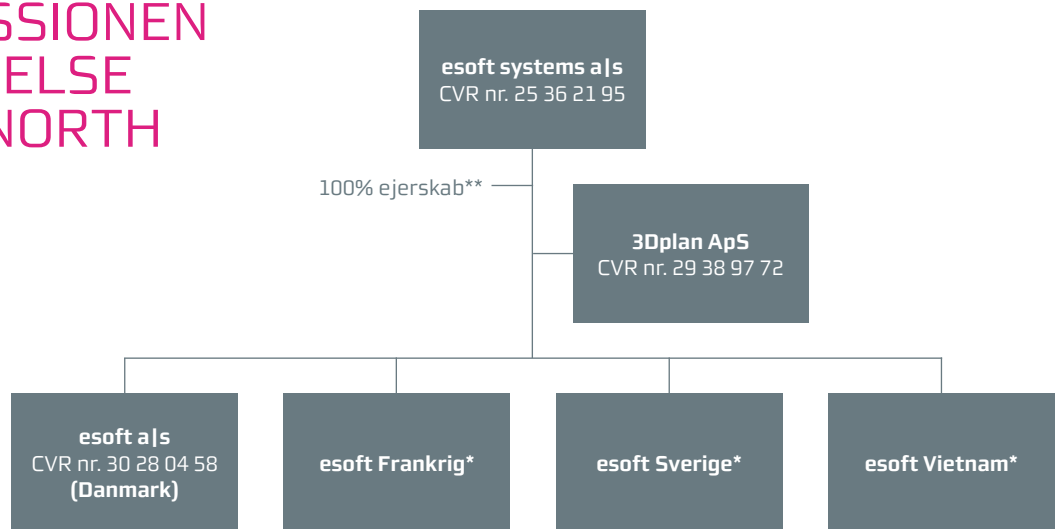 SSIONEN
ELSE
NORTH
esoft systems a|s
CVR nr. 25 36 21 95
100% ejerskab**
3Dplan ApS
CVR nr. 29 38 97 72
esoft a|s
CVR nr. 30 28 04 58
(Danmark)
esoft Frankrig*
esoft Sverige*
esoft Vietnam*